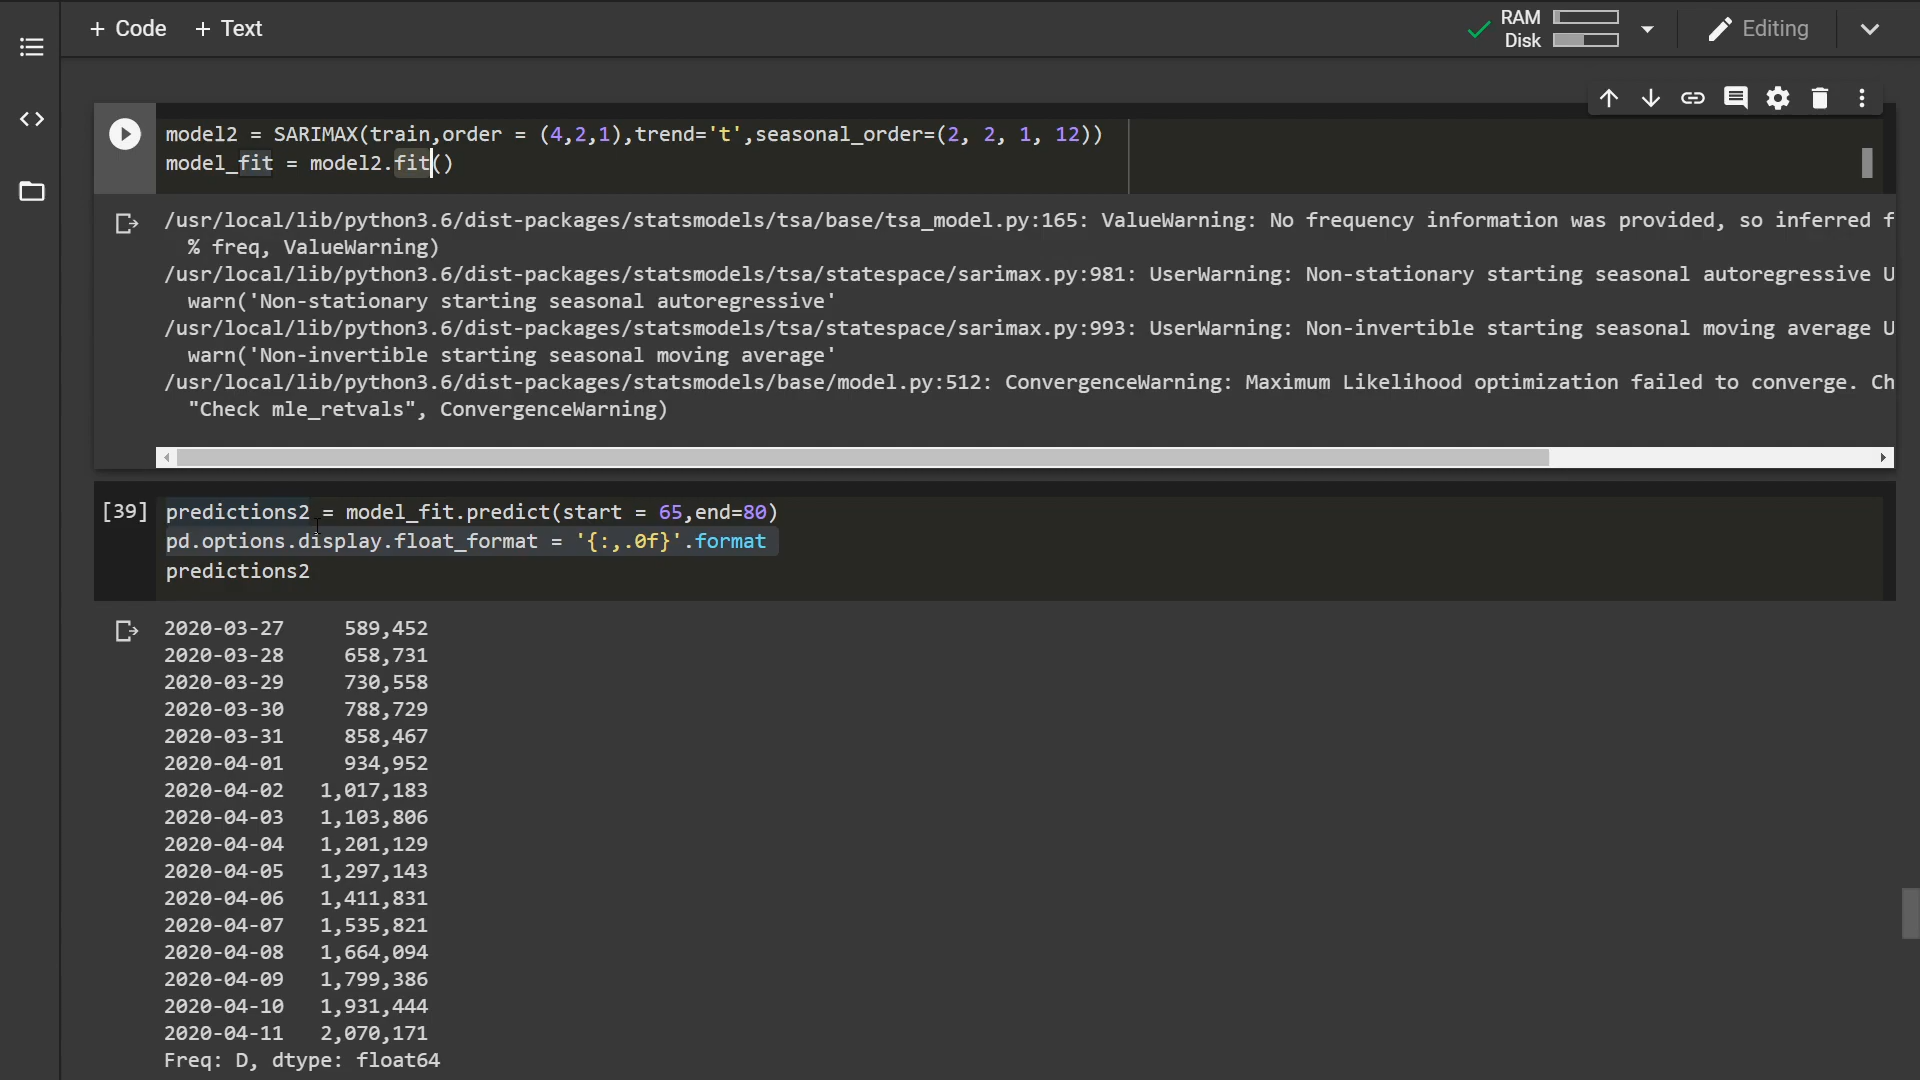 + Code + Text
RAM
Disk
Editing
model2 = SARIMAX(train,order = (4,2,1),trend='t',seasonal_order=(2, 2, 1, 12))
model_fit = model2.fit()
/usr/local/lib/python3.6/dist-packages/statsmodels/tsa/base/tsa_model.py:165: ValueWarning: No frequency information was provided, so inferred f
% freq, ValueWarning)
/usr/local/lib/python3.6/dist-packages/statsmodels/tsa/statespace/sarimax.py:981: UserWarning: Non-stationary starting seasonal autoregressive U
warn('Non-stationary starting seasonal autoregressive'
/usr/local/lib/python3.6/dist-packages/statsmodels/tsa/statespace/sarimax.py:993: UserWarning: Non-invertible starting seasonal moving average U
warn('Non-invertible starting seasonal moving average'
/usr/local/lib/python3.6/dist-packages/statsmodels/base/model.py:512: ConvergenceWarning: Maximum Likelihood optimization failed to converge. Ch
"Check mle_retvals", ConvergenceWarning)
[39] predictions2 = model_fit.predict(start = 65,end=80)
pd.options.display.float_format = '{:,.0f}'.format
predictions2
2020-03-27 589,452
2020-03-28 658,731
2020-03-29 730,558
2020-03-30 788,729
2020-03-31 858,467
2020-04-01 934,952
2020-04-02 1,017,183
2020-04-03 1,103,806
2020-04-04 1,201,129
2020-04-05 1,297,143
2020-04-06 1,411,831
2020-04-07 1,535,821
2020-04-08 1,664,094
2020-04-09 1,799,386
2020-04-10 1,931,444
2020-04-11 2,070,171
Freq: D, dtype: float64